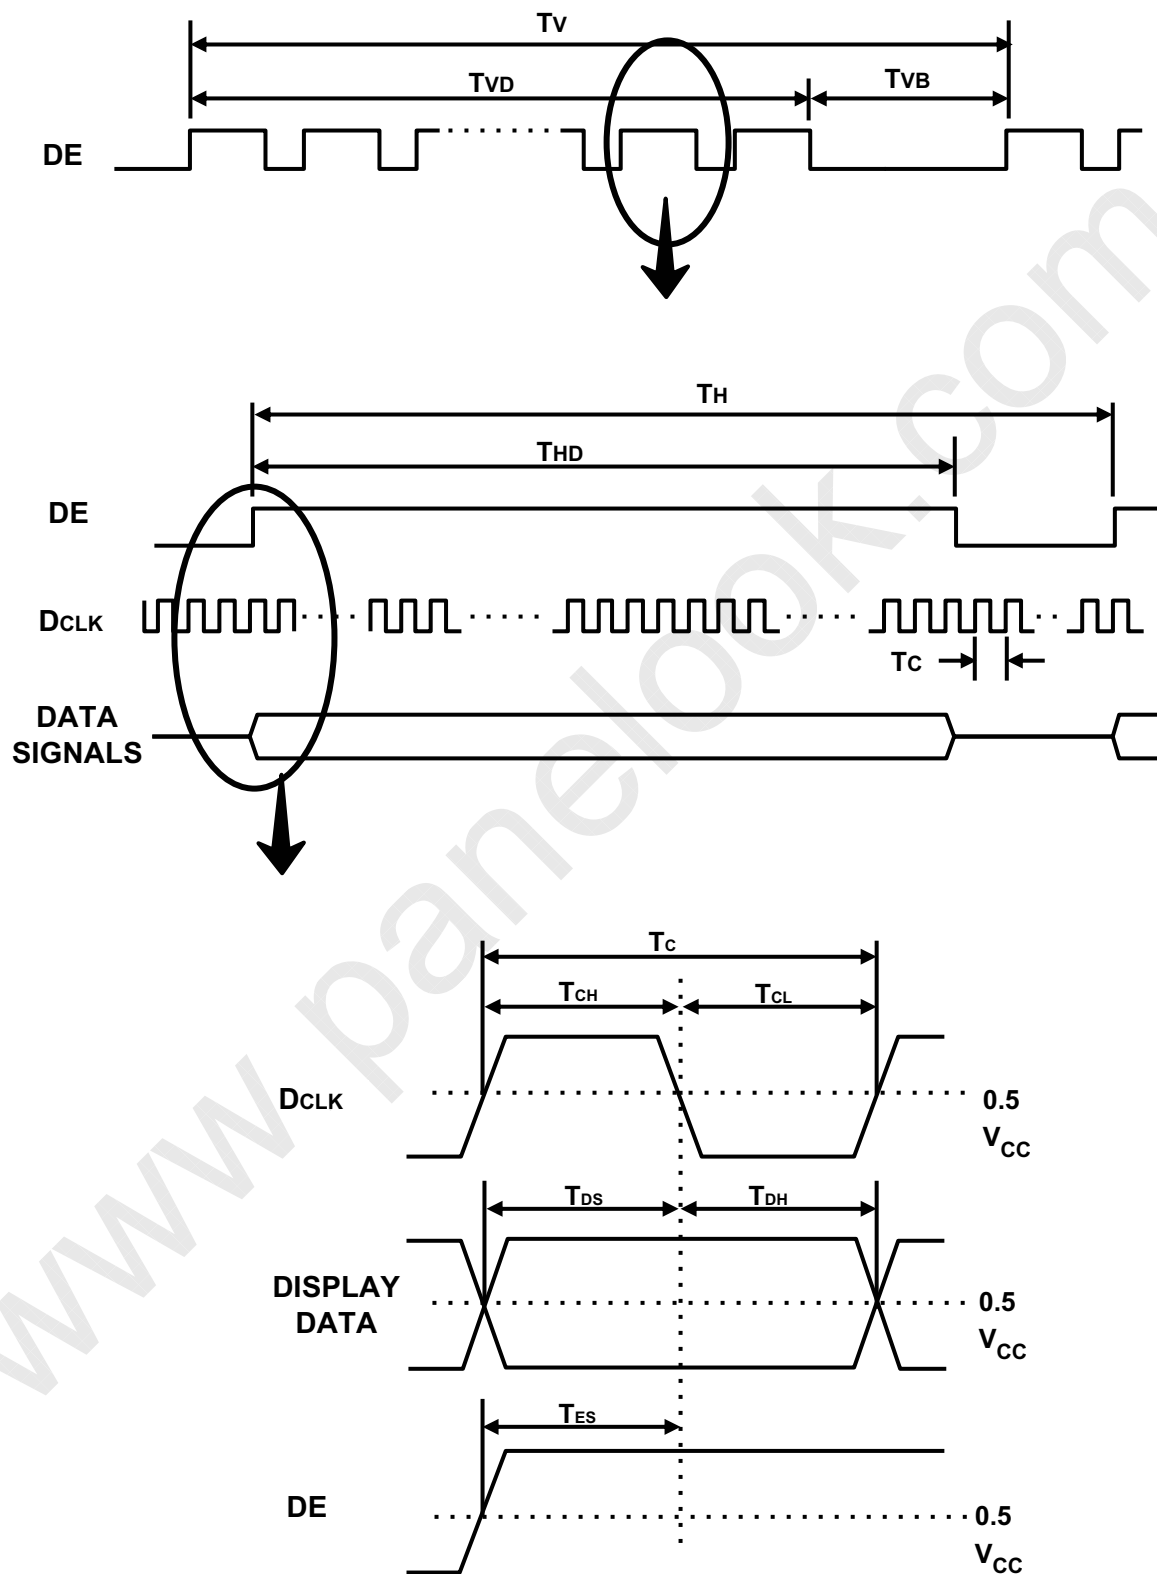 TV
TVD
TVB
DE
TH
THD
DE
DCLK
TC
DATA
SIGNALS
TC
TCH
TCL
DCLK
0.5
VCC
TDS
TDH
DISPLAY
DATA
0.5
VCC
TES
DE
0.5
VCC
www.panelook.com